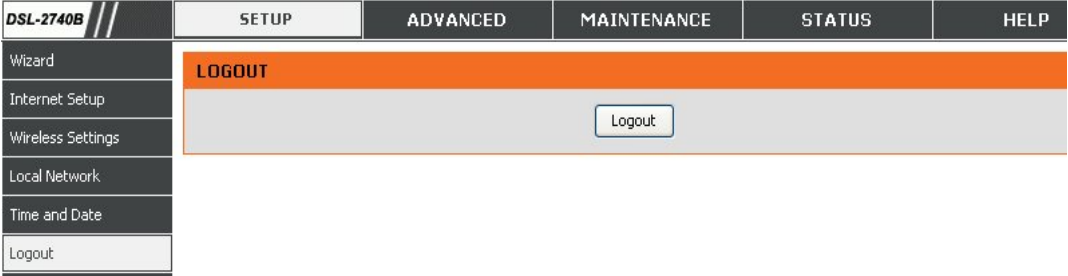 DSL-2740B SETUP ADVANCED MAINTENANCE STATUS HELP
Wizard
LOGOUT
Internet Setup
Logout
Wireless Settings
Local Network
Time and Date
Logout